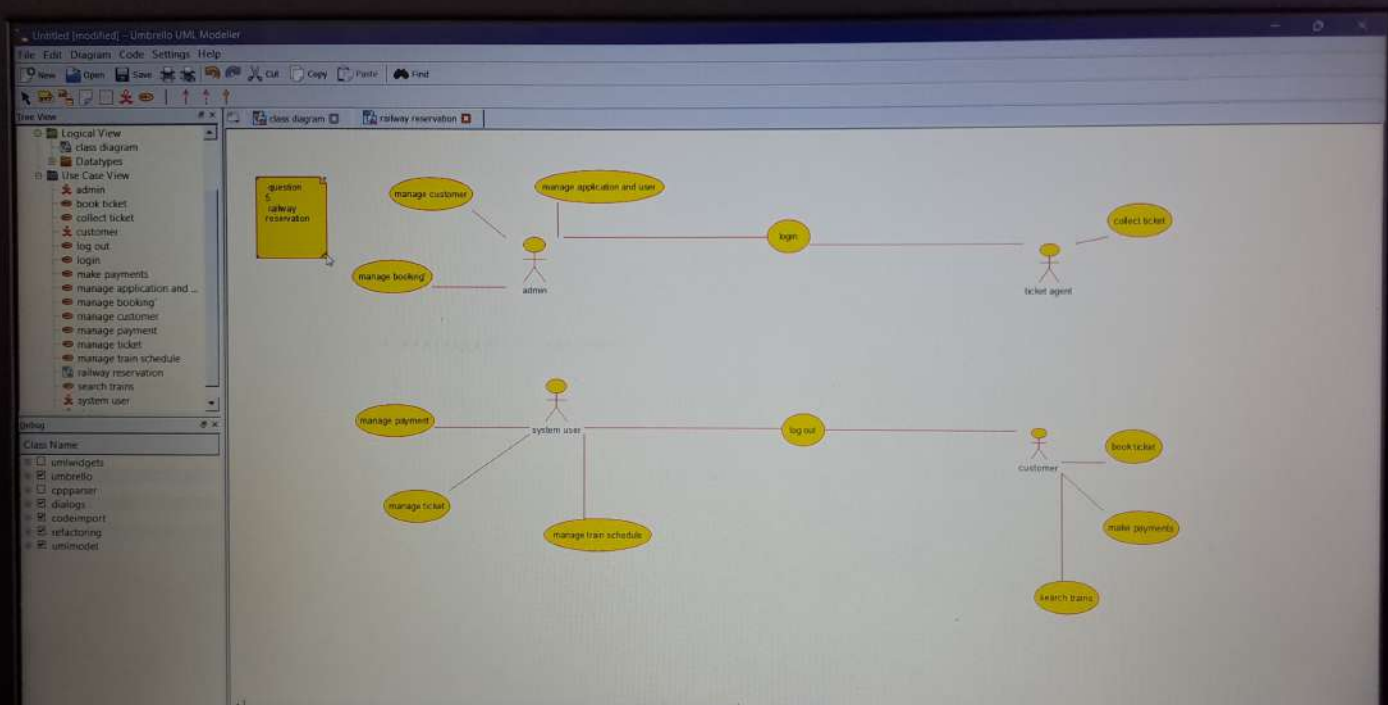 Untitled [modified] - Umbrello UML Modeller
File Edit Diagram Code Settings Help
New Open Save Cut Copy Paste Find
Tree View
class diagram
railway reservation
Logical View
class diagram
Datatypes
Use Case View
admin
book ticket
collect ticket
customer
log out
login
make payments
manage application and ...
manage booking'
manage customer
manage payment
manage ticket
manage train schedule
railway reservation
search trains
system user
Debug
Class Name
umlwidgets
umbrello
cppparser
dialogs
codeimport
refactoring
umlmodel
question
5
railway
reservation
manage customer
manage application and user
login
collect ticket
manage booking'
admin
ticket agent
manage payment
system user
log out
book ticket
customer
manage ticket
manage train schedule
make payments
search trains